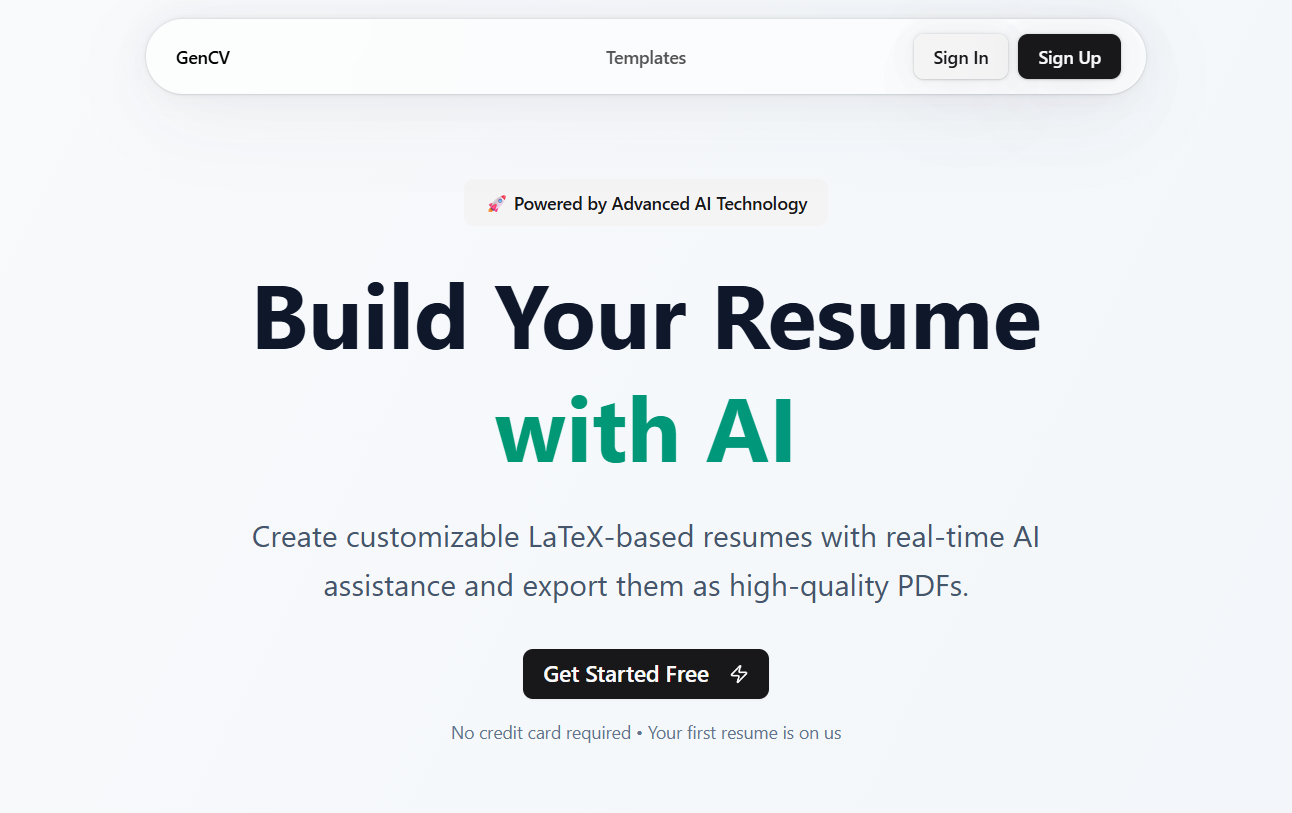 GenCV
Templates
Sign In
Sign Up
🚀 Powered by Advanced AI Technology
Build Your Resume
with AI
Create customizable LaTeX-based resumes with real-time AI
assistance and export them as high-quality PDFs.
Get Started Free
No credit card required • Your first resume is on us